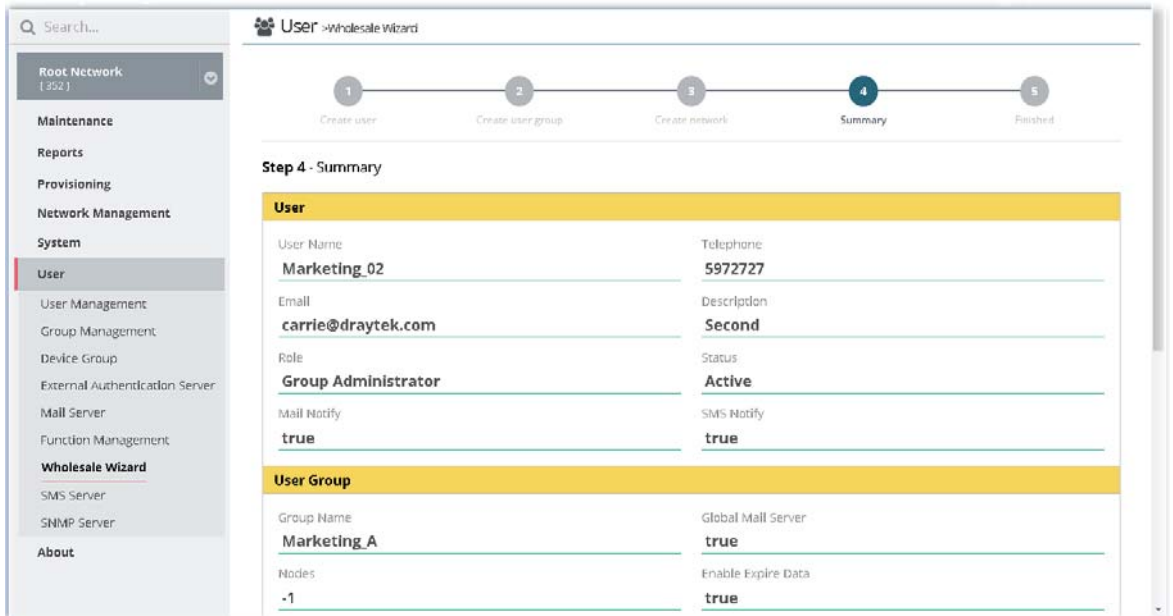 Search...
User >Wholesale Wizard
Root Network
[ 352 ]
Maintenance
Reports
Provisioning
Network Management
System
User
User Management
Group Management
Device Group
External Authentication Server
Mail Server
Function Management
Wholesale Wizard
SMS Server
SNMP Server
About
1 2 3 4 5
Create user Create user group Create network Summary Finished
Step 4 - Summary
User
User Name Telephone
Marketing_02 5972727
Email Description
carrie@draytek.com Second
Role Status
Group Administrator Active
Mail Notify SMS Notify
true true
User Group
Group Name Global Mail Server
Marketing_A true
Nodes Enable Expire Data
-1 true